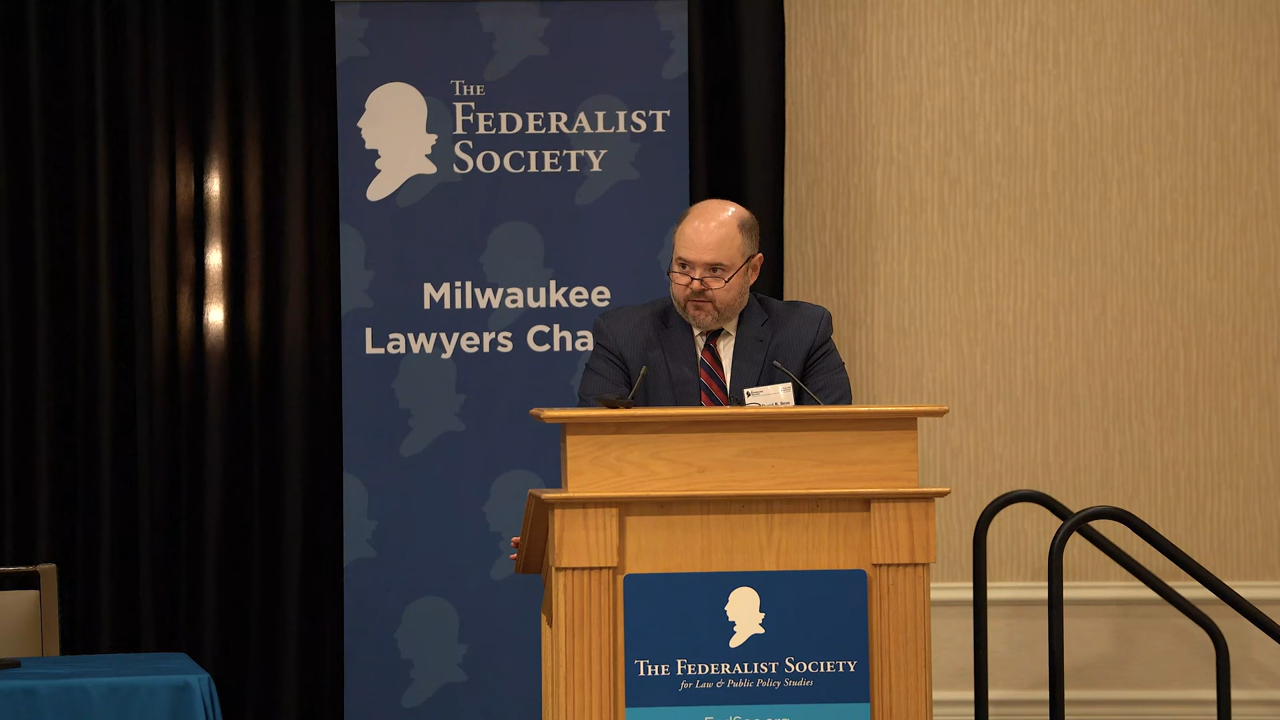 THE
FEDERALIST
SOCIETY
Milwaukee
Lawyers Cha
THE FEDERALIST SOCIETY
for Law & Public Policy Studies